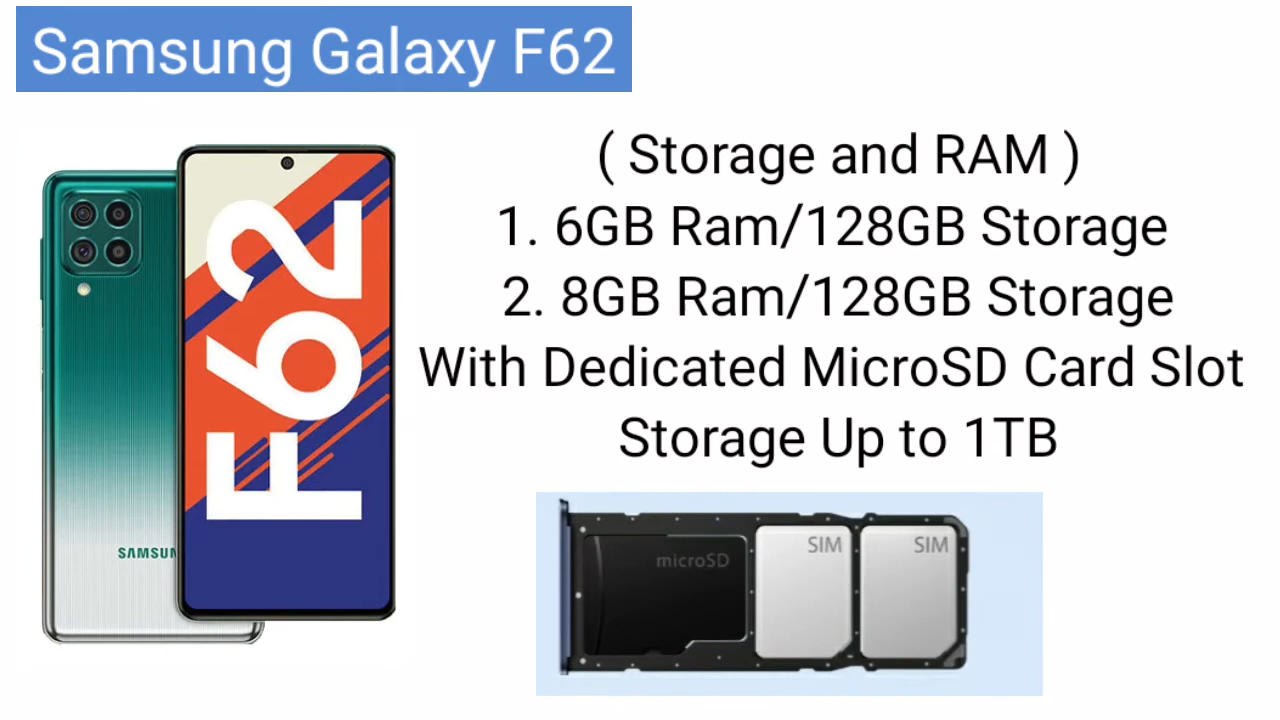 Samsung Galaxy F62
( Storage and RAM )
1. 6GB Ram/128GB Storage
2. 8GB Ram/128GB Storage
With Dedicated MicroSD Card Slot
Storage Up to 1TB
F62
SAMSUN
microSD
SIM
SIM